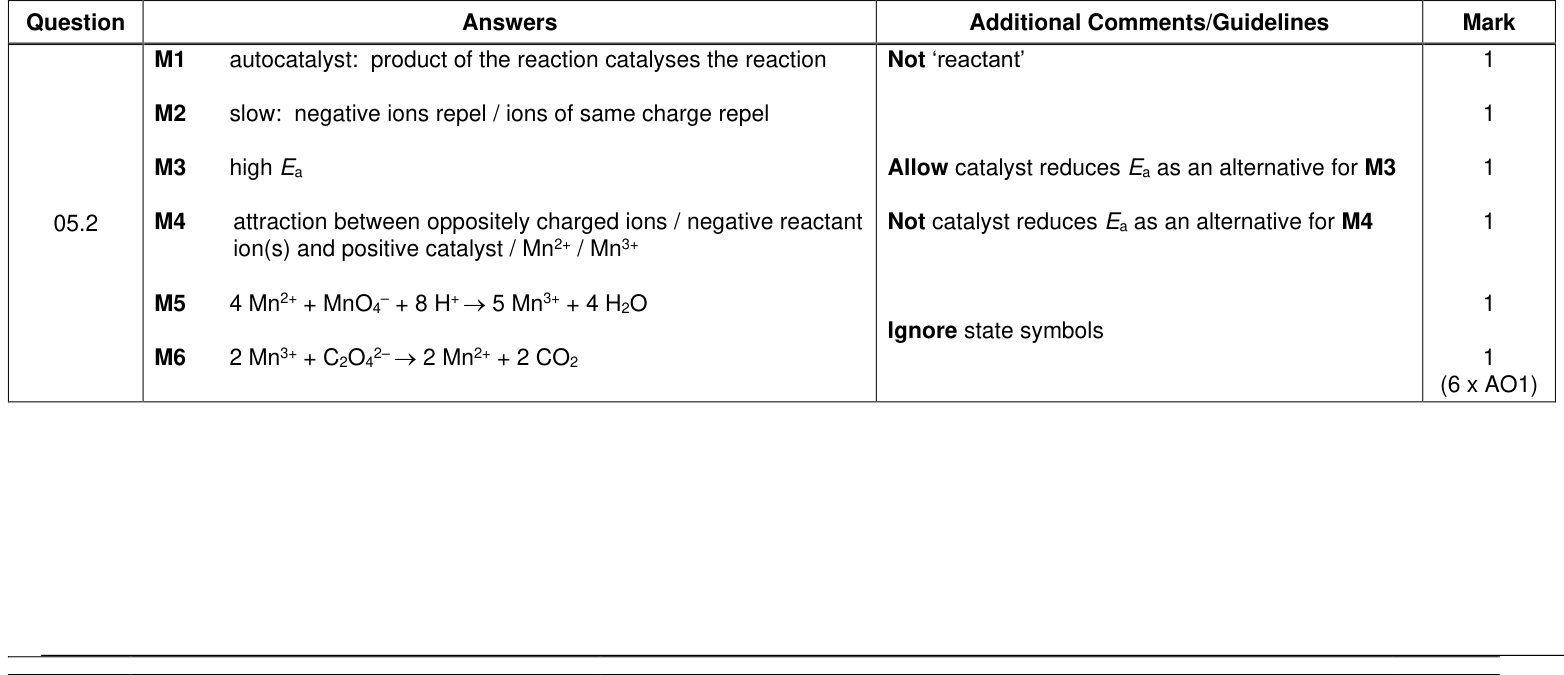 Question Answers Additional Comments/Guidelines Mark
M1 autocatalyst: product of the reaction catalyses the reaction Not ‘reactant’ 1
M2 slow: negative ions repel / ions of same charge repel 1
M3 high Eₐ Allow catalyst reduces Eₐ as an alternative for M3 1
05.2 M4 attraction between oppositely charged ions / negative reactant Not catalyst reduces Eₐ as an alternative for M4 1
ion(s) and positive catalyst / Mn²⁺ / Mn³⁺
M5 4 Mn²⁺ + MnO₄⁻ + 8 H⁺ → 5 Mn³⁺ + 4 H₂O 1
Ignore state symbols
M6 2 Mn³⁺ + C₂O₄²⁻ → 2 Mn²⁺ + 2 CO₂ 1
(6 x AO1)